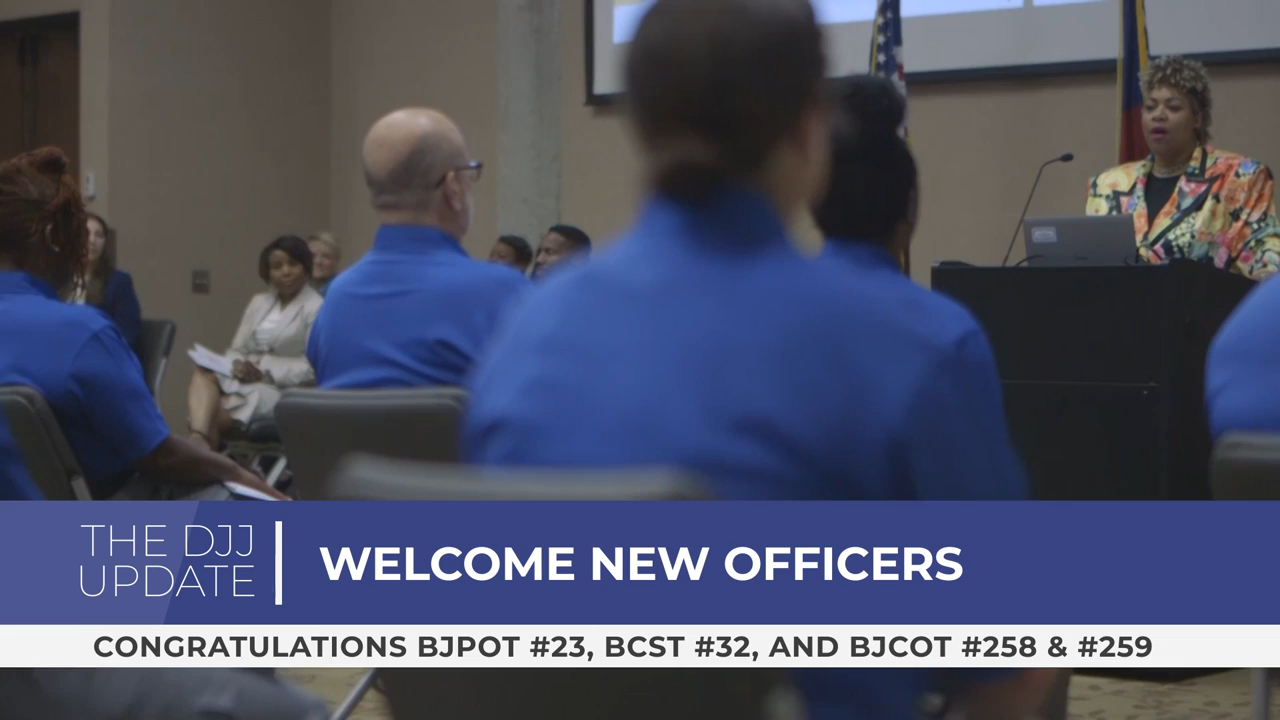 THE DJJ
UPDATE
WELCOME NEW OFFICERS
CONGRATULATIONS BJPOT #23, BCST #32, AND BJCOT #258 & #259